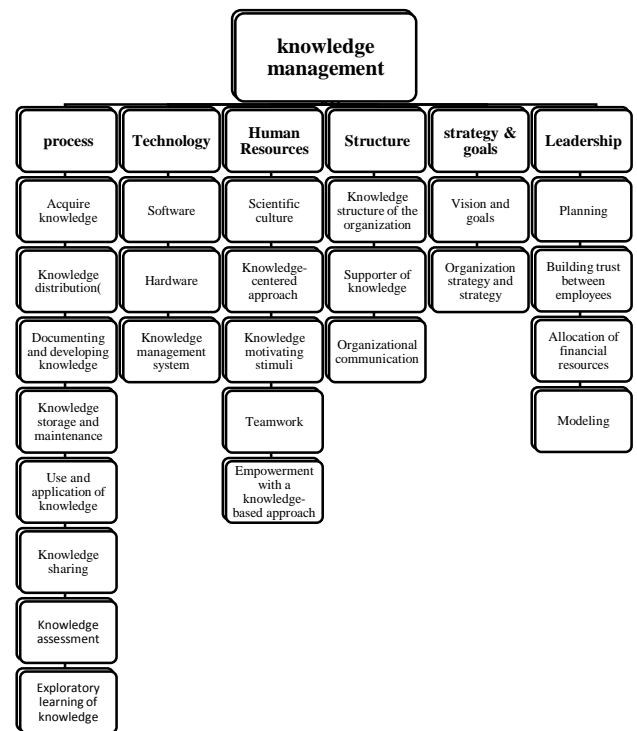 knowledge
management
process
Technology
Human
Resources
Structure
strategy &
goals
Leadership
Acquire
knowledge
Knowledge
distribution(
Documenting
and developing
knowledge
Knowledge
storage and
maintenance
Use and
application of
knowledge
Knowledge
sharing
Knowledge
assessment
Exploratory
learning of
knowledge
Software
Hardware
Knowledge
management
system
Scientific
culture
Knowledge-
centered
approach
Knowledge
motivating
stimuli
Teamwork
Empowerment
with a
knowledge-
based approach
Knowledge
structure of the
organization
Supporter of
knowledge
Organizational
communication
Vision and
goals
Organization
strategy and
strategy
Planning
Building trust
between
employees
Allocation of
financial
resources
Modeling